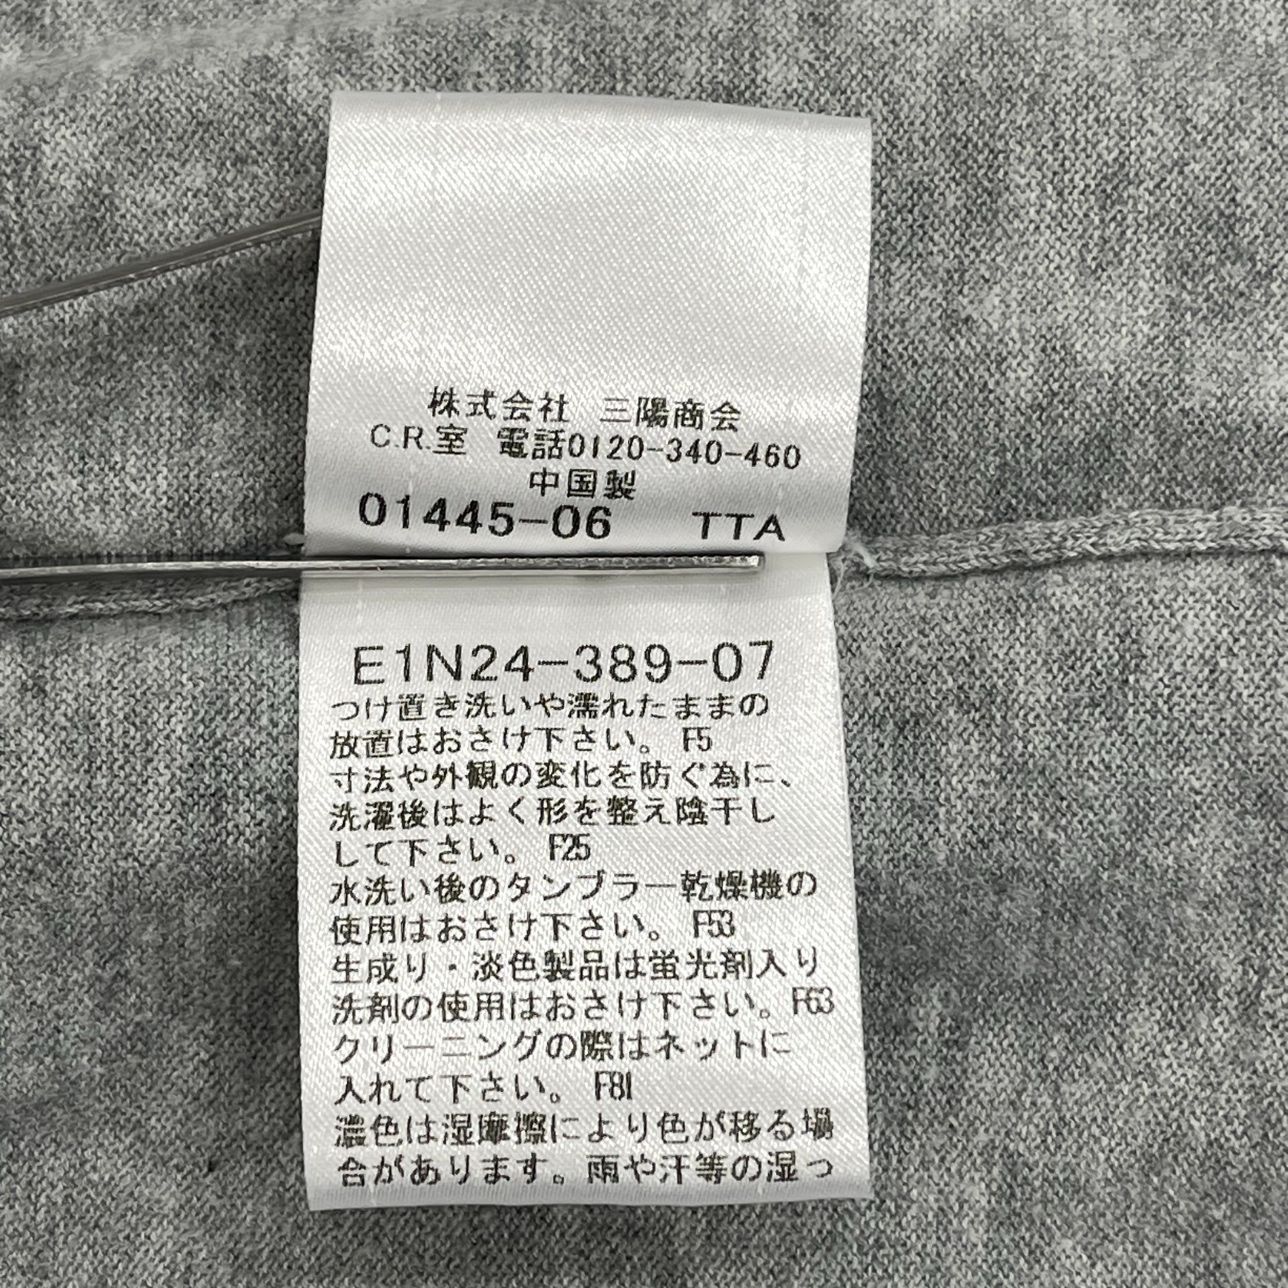 株式会社 三陽商会
C.R.室 電話0120-340-460
中国製
01445-06 TTA
E1N24-389-07
つけ置き洗いや濡れたままの
放置はおさけ下さい。 F5
寸法や外観の変化を防ぐ為に、
洗濯後はよく形を整え陰干し
して下さい。 F25
水洗い後のタンブラー乾燥機の
使用はおさけ下さい。 F53
生成り・淡色製品は蛍光剤入り
洗剤の使用はおさけ下さい。F63
クリーニングの際はネットに
入れて下さい。 F81
濃色は湿摩擦により色が移る場
合があります。雨や汗等の湿っ